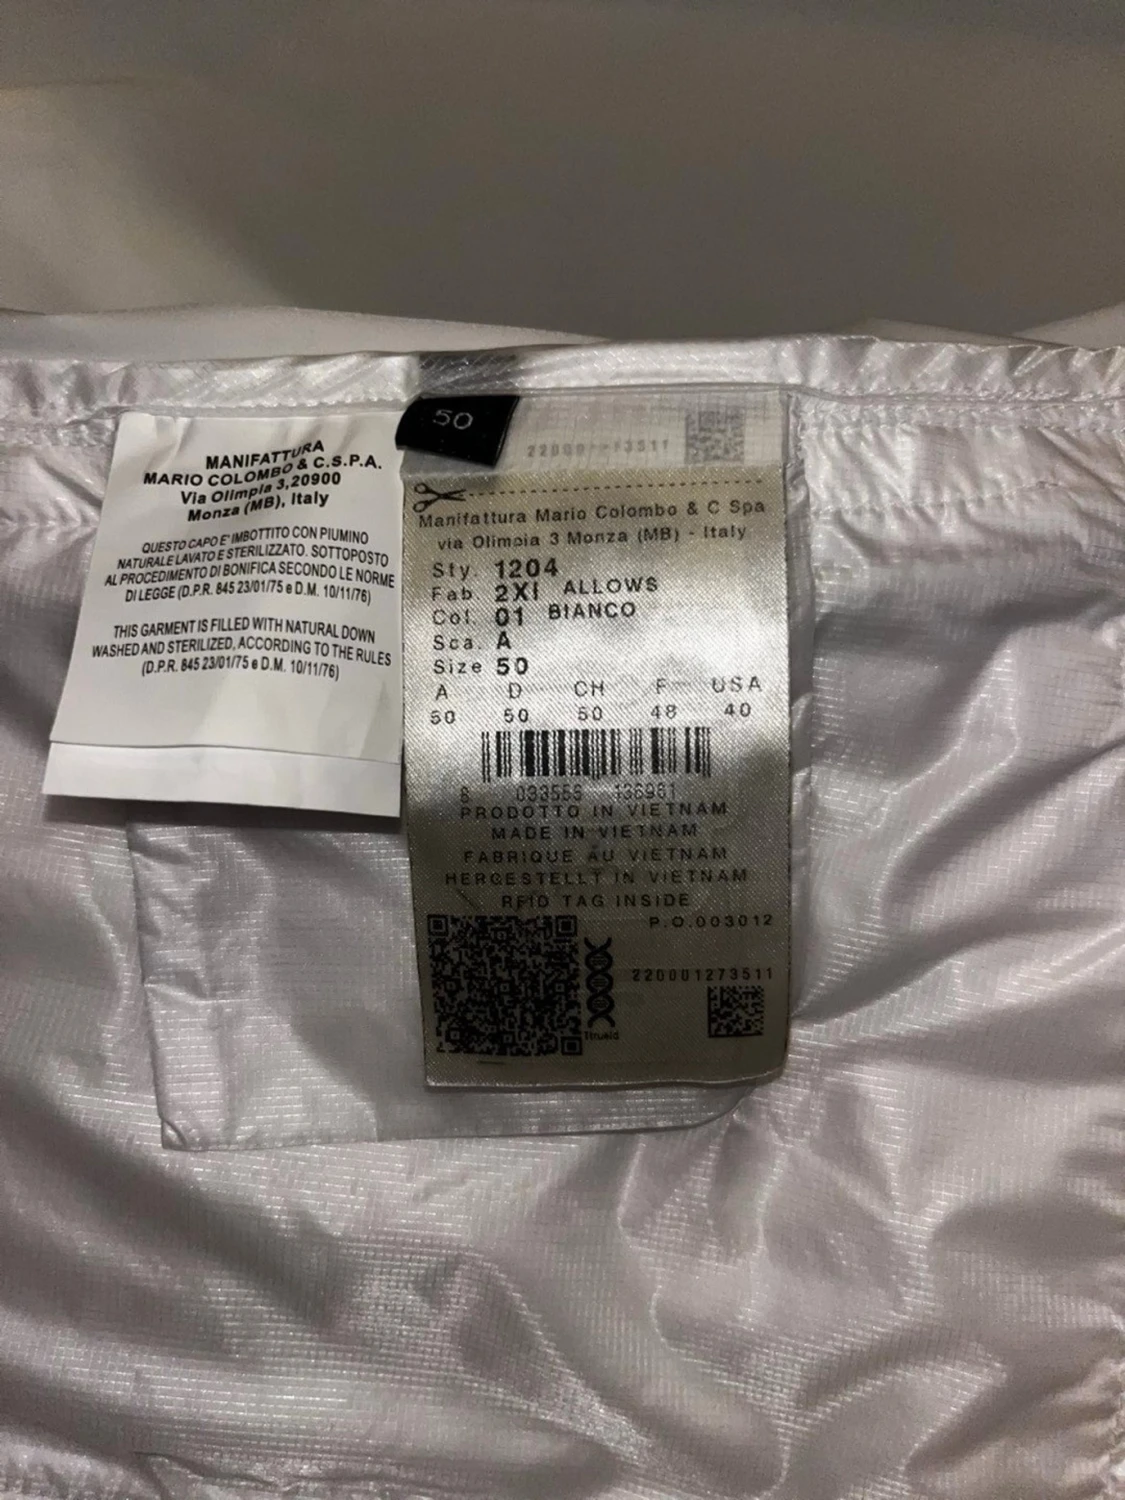 MANIFATTURA
MARIO COLOMBO & C.S.P.A.
Via Olimpia 3,20900
Monza (MB), Italy
QUESTO CAPO E' IMBOTTITO CON PIUMINO
NATURALE LAVATO E STERILIZZATO. SOTTOPOSTO
AL PROCEDIMENTO DI BONIFICA SECONDO LE NORME
DI LEGGE (D.P.R. 845 23/01/75 e D.M. 10/11/76)
THIS GARMENT IS FILLED WITH NATURAL DOWN
WASHED AND STERILIZED, ACCORDING TO THE RULES
(D.P.R. 845 23/01/75 e D.M. 10/11/76)
50
Manifattura Mario Colombo & C Spa
via Olimpia 3 Monza (MB) - Italy
Sty. 1204
Fab. 2XI ALLOWS
Col. 01 BIANCO
Sca. A
Size 50
A D CH F USA
50 50 50 48 40
8 033555 136961
PRODOTTO IN VIETNAM
MADE IN VIETNAM
FABRIQUE AU VIETNAM
HERGESTELLT IN VIETNAM
RFID TAG INSIDE
P.O.003012
220001273511
1trueid